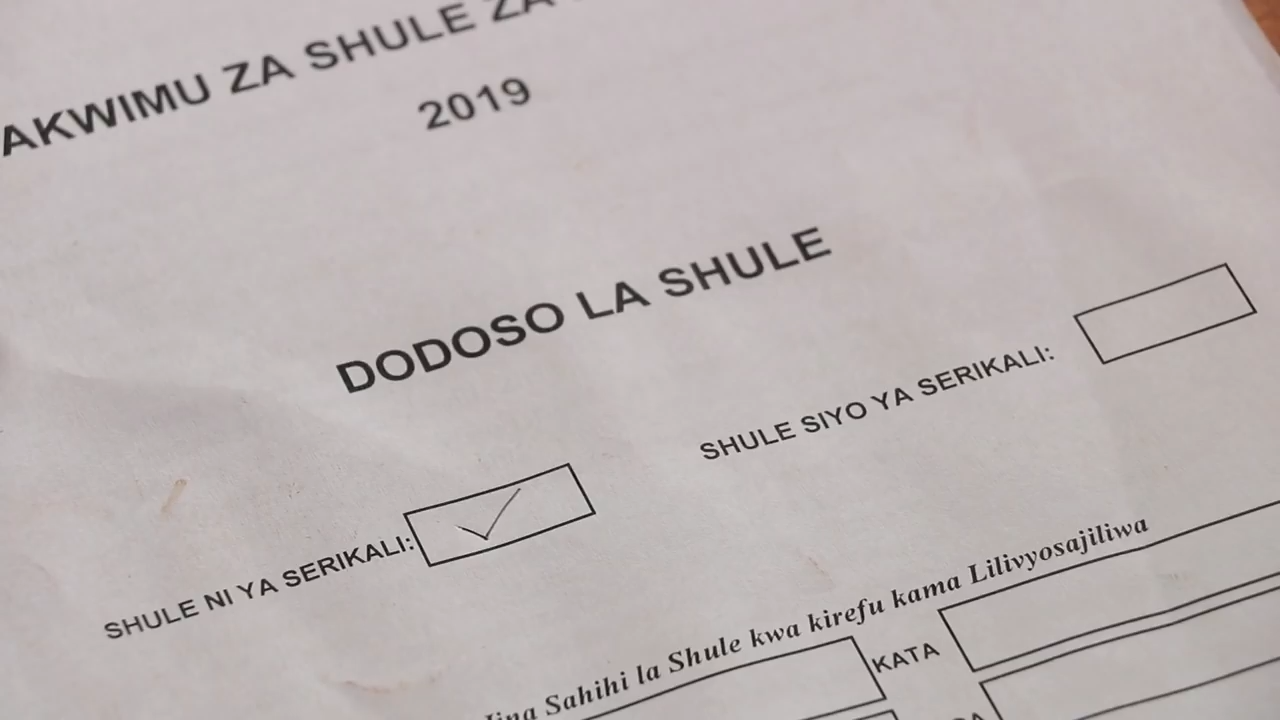 AKWIMU ZA SHULE ZA
2019
DODOSO LA SHULE
SHULE SIYO YA SERIKALI:
SHULE NI YA SERIKALI:
Jina Sahihi la Shule kwa kirefu kama Lilivyosajiliwa
KATA